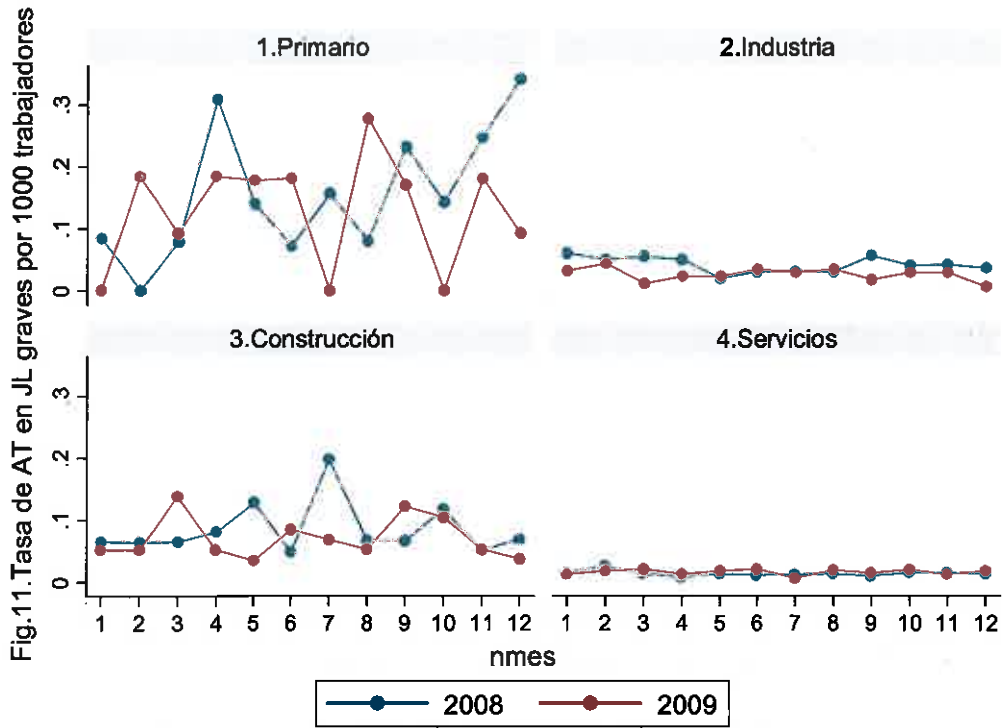 Fig.11.Tasa de AT en JL graves por 1000 trabajadores
1.Primario
2.Industria
.3
.2
.1
0
3.Construcción
4.Servicios
.3
.2
.1
0
1 2 3 4 5 6 7 8 9 10 11 12
1 2 3 4 5 6 7 8 9 10 11 12
nmes
2008 2009